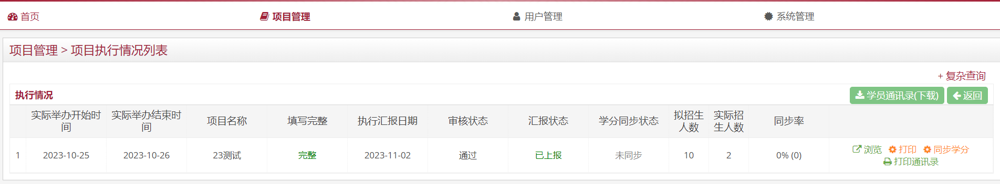 首页 项目管理 用户管理 系统管理
项目管理 > 项目执行情况列表
+ 复杂查询
执行情况 学员通讯录(下载) 返回
实际举办开始时间 实际举办结束时间 项目名称 填写完整 执行汇报日期 审核状态 汇报状态 学分同步状态 拟招生人数 实际招生人数 同步率
1 2023-10-25 2023-10-26 23测试 完整 2023-11-02 通过 已上报 未同步 10 2 0% (0) 浏览 打印 同步学分
打印通讯录